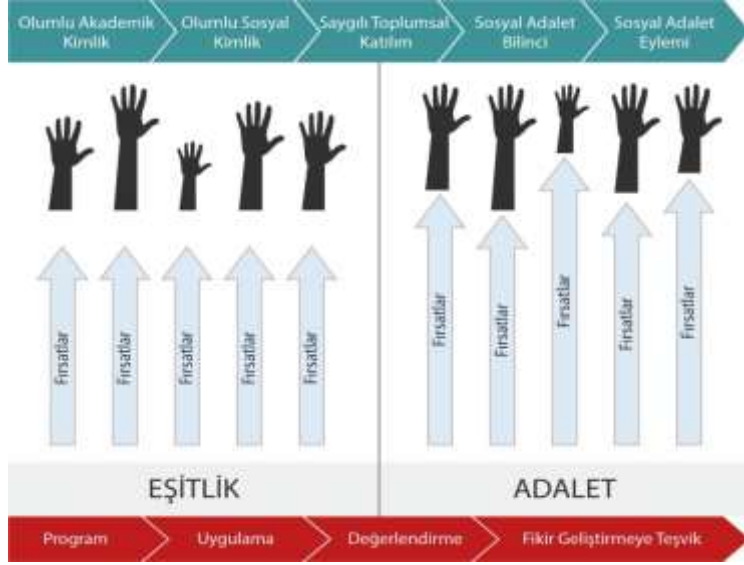 Olumlu Akademik
Kimlik
Olumlu Sosyal
Kimlik
Saygılı Toplumsal
Katılım
Sosyal Adalet
Bilinci
Sosyal Adalet
Eylemi
Fırsatlar
Fırsatlar
Fırsatlar
Fırsatlar
Fırsatlar
Fırsatlar
Fırsatlar
Fırsatlar
Fırsatlar
Fırsatlar
EŞİTLİK
ADALET
Program
Uygulama
Değerlendirme
Fikir Geliştirmeye Teşvik